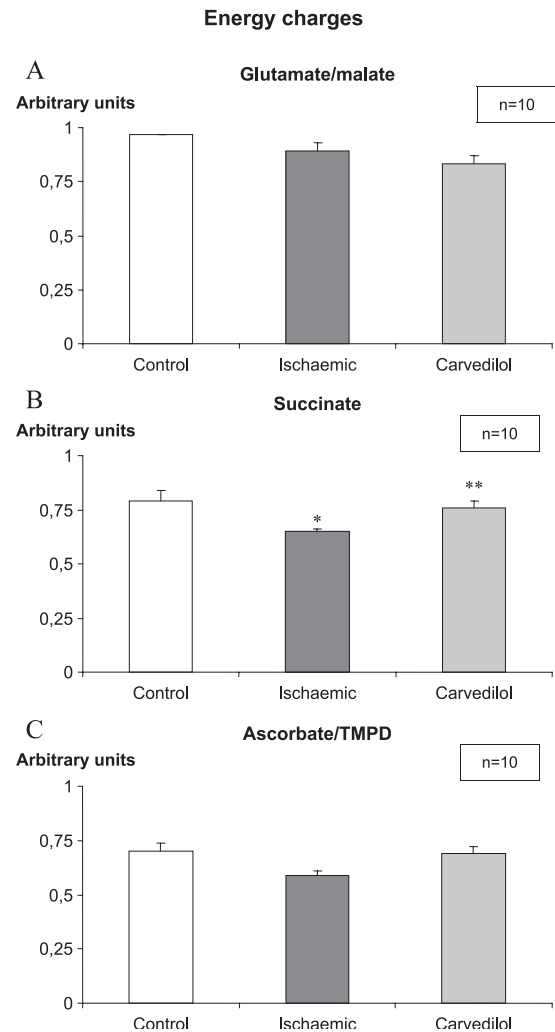 Energy charges
A
Glutamate/malate
Arbitrary units
n=10
1
0,75
0,5
0,25
0
Control Ischaemic Carvedilol
B
Succinate
Arbitrary units
n=10
1
**
0,75
*
0,5
0,25
0
Control Ischaemic Carvedilol
C
Ascorbate/TMPD
Arbitrary units
n=10
1
0,75
0,5
0,25
0
Control Ischaemic Carvedilol